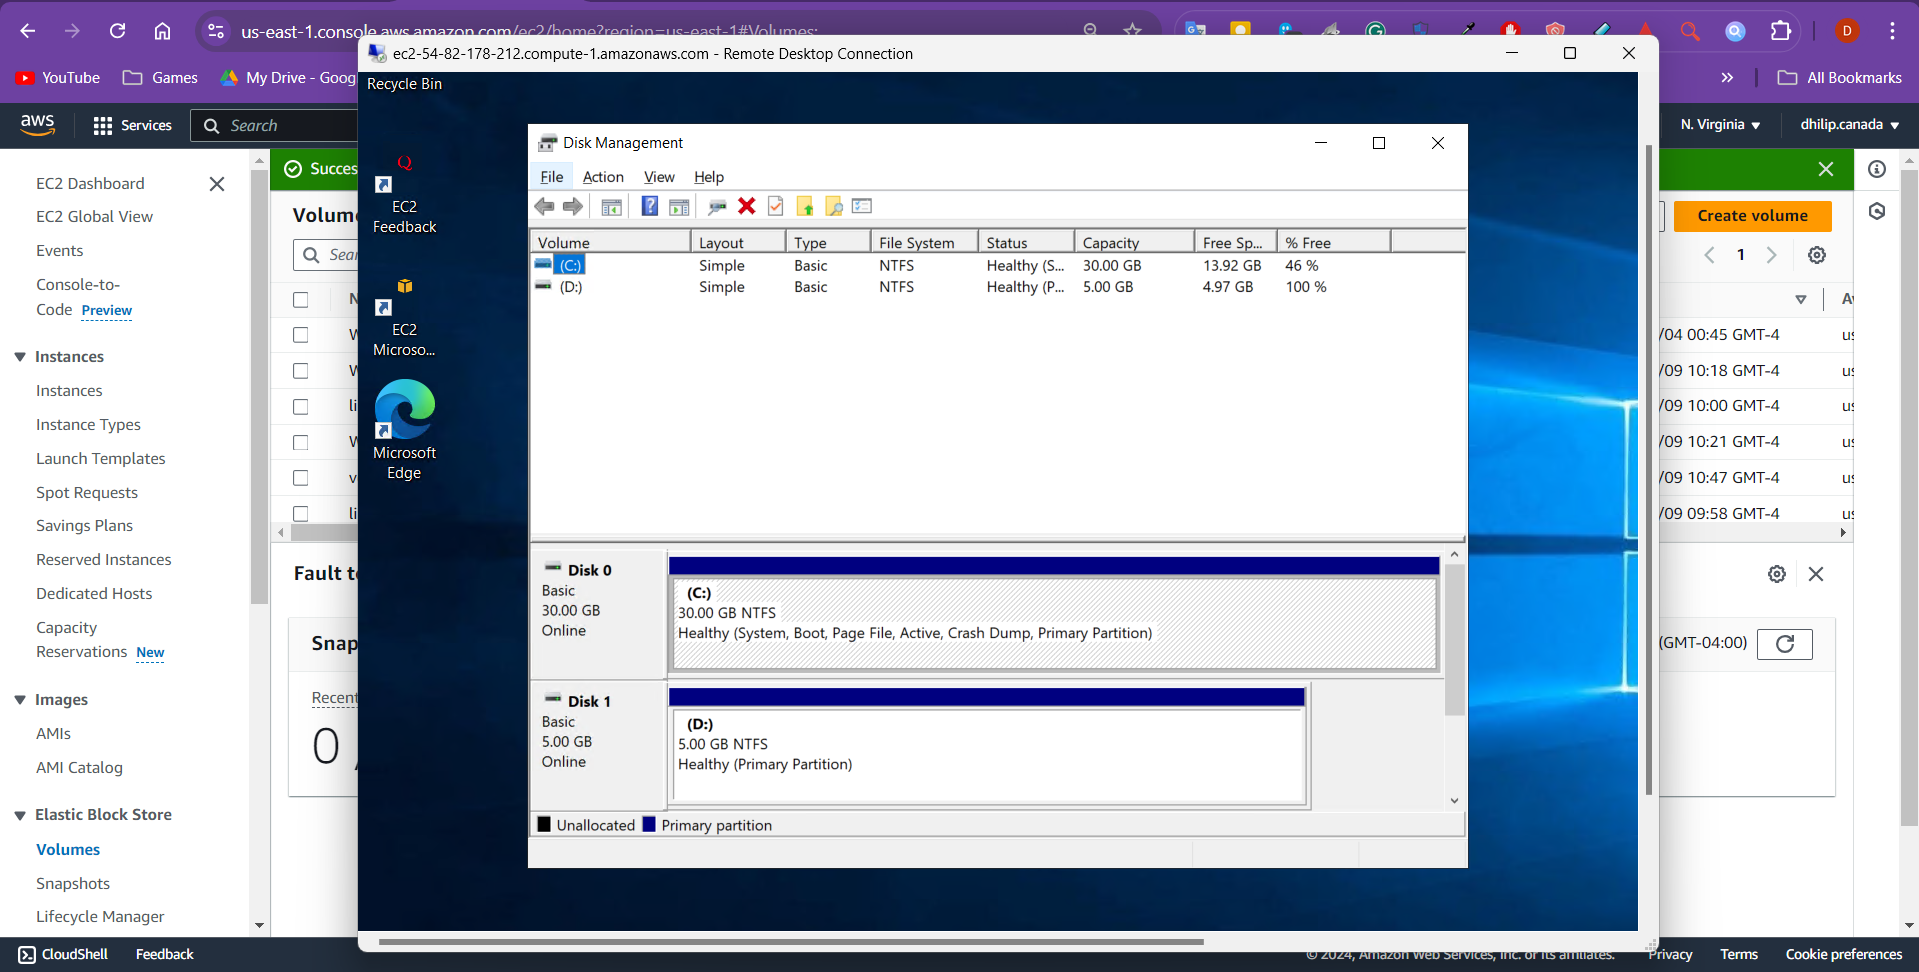 us-east-1.console.aws.amazon.com/ec2/home?region=us-east-1#Volumes:
D
YouTube
Games
My Drive - Goog
All Bookmarks
ec2-54-82-178-212.compute-1.amazonaws.com - Remote Desktop Connection
aws
Services
Search
N. Virginia
dhilip.canada
EC2 Dashboard
EC2 Global View
Events
Console-to-
Code Preview
Instances
Instances
Instance Types
Launch Templates
Spot Requests
Savings Plans
Reserved Instances
Dedicated Hosts
Capacity
Reservations New
Images
AMIs
AMI Catalog
Elastic Block Store
Volumes
Snapshots
Lifecycle Manager
Succes
Create volume
1
/04 00:45 GMT-4
/09 10:18 GMT-4
/09 10:00 GMT-4
/09 10:21 GMT-4
/09 10:47 GMT-4
/09 09:58 GMT-4
Fault to
Snap
Recent
0
(GMT-04:00)
Recycle Bin
EC2
Feedback
EC2
Microso...
Microsoft
Edge
Disk Management
File Action View Help
Volume Layout Type File System Status Capacity Free Sp... % Free
(C:) Simple Basic NTFS Healthy (S... 30.00 GB 13.92 GB 46 %
(D:) Simple Basic NTFS Healthy (P... 5.00 GB 4.97 GB 100 %
Disk 0
Basic
30.00 GB
Online
(C:)
30.00 GB NTFS
Healthy (System, Boot, Page File, Active, Crash Dump, Primary Partition)
Disk 1
Basic
5.00 GB
Online
(D:)
5.00 GB NTFS
Healthy (Primary Partition)
Unallocated Primary partition
CloudShell
Feedback
© 2024, Amazon Web Services, Inc. or its affiliates.
Privacy
Terms
Cookie preferences